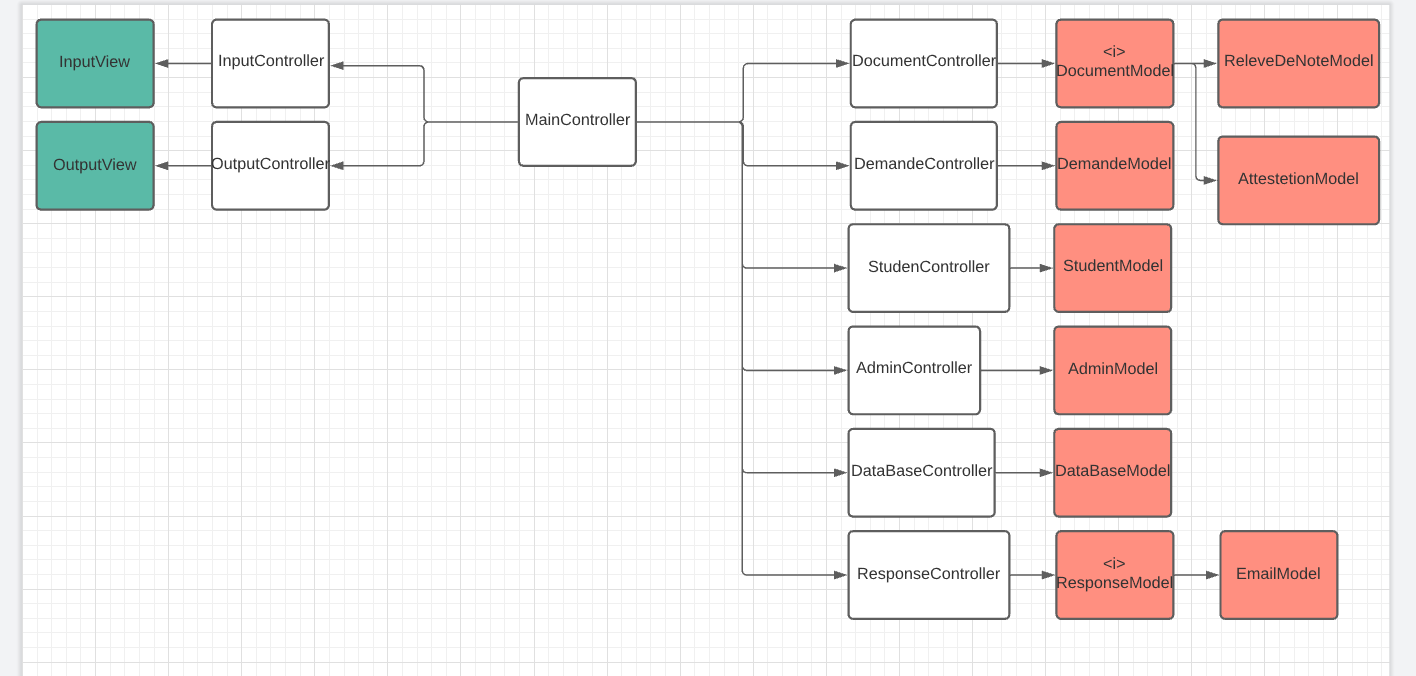 InputView
InputController
MainController
DocumentController
<i>
DocumentModel
ReleveDeNoteModel
OutputView
OutputController
DemandeController
DemandeModel
AttestetionModel
StudenController
StudentModel
AdminController
AdminModel
DataBaseController
DataBaseModel
ResponseController
<i>
ResponseModel
EmailModel